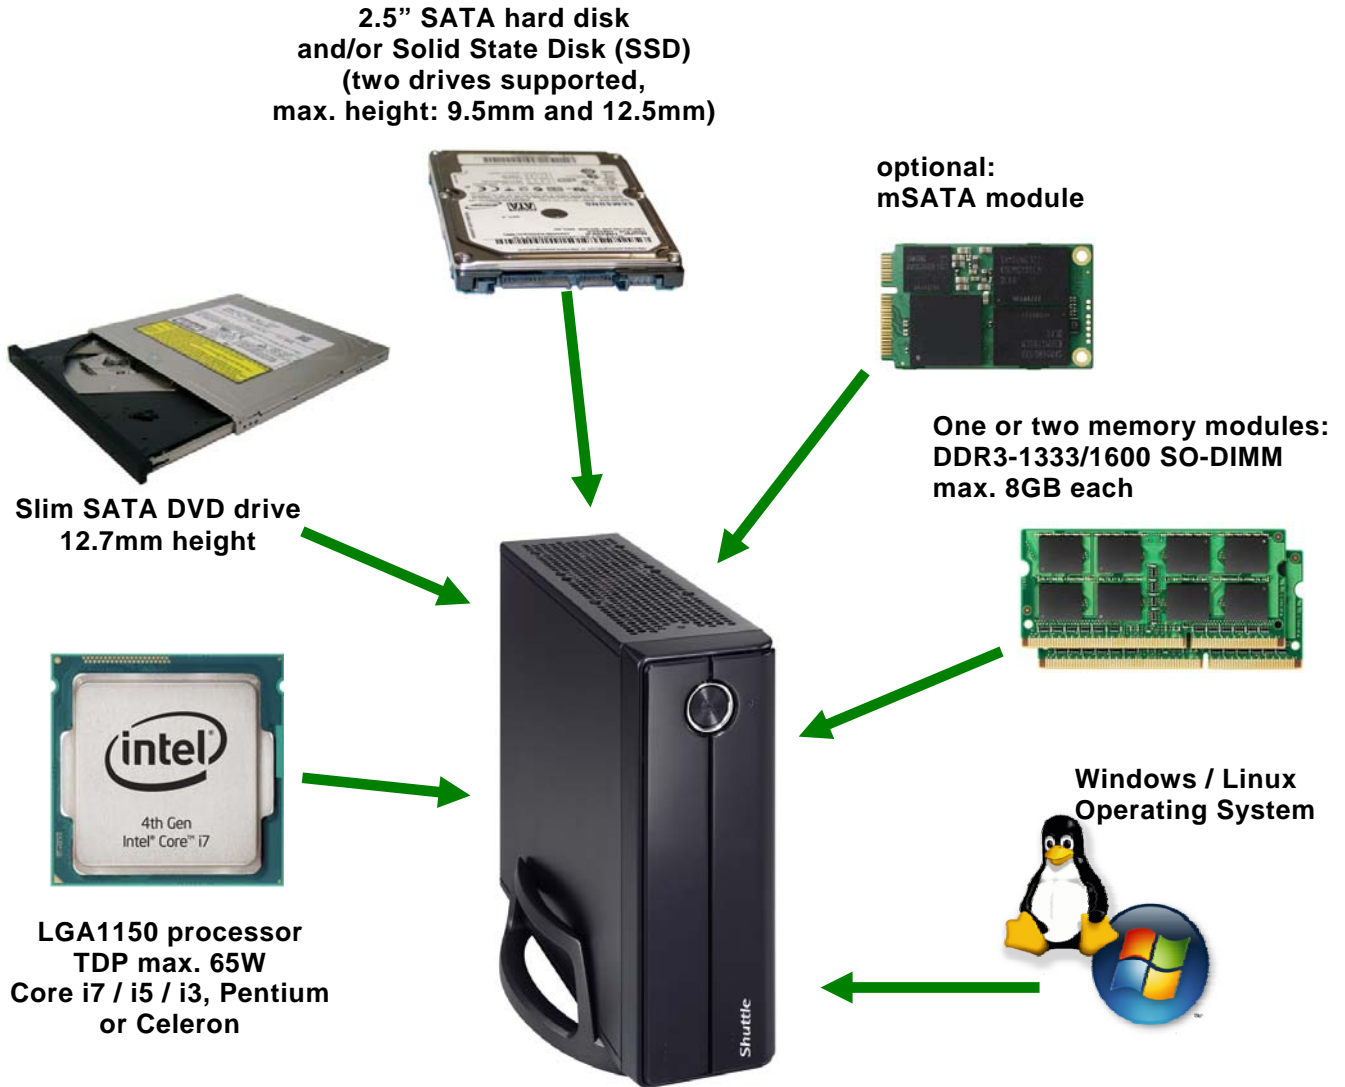 2.5” SATA hard disk
and/or Solid State Disk (SSD)
(two drives supported,
max. height: 9.5mm and 12.5mm)
SAMSUNG
SATA
optional:
mSATA module
Slim SATA DVD drive
12.7mm height
One or two memory modules:
DDR3-1333/1600 SO-DIMM
max. 8GB each
intel
4th Gen
Intel® Core™ i7
LGA1150 processor
TDP max. 65W
Core i7 / i5 / i3, Pentium
or Celeron
Windows / Linux
Operating System
Shuttle